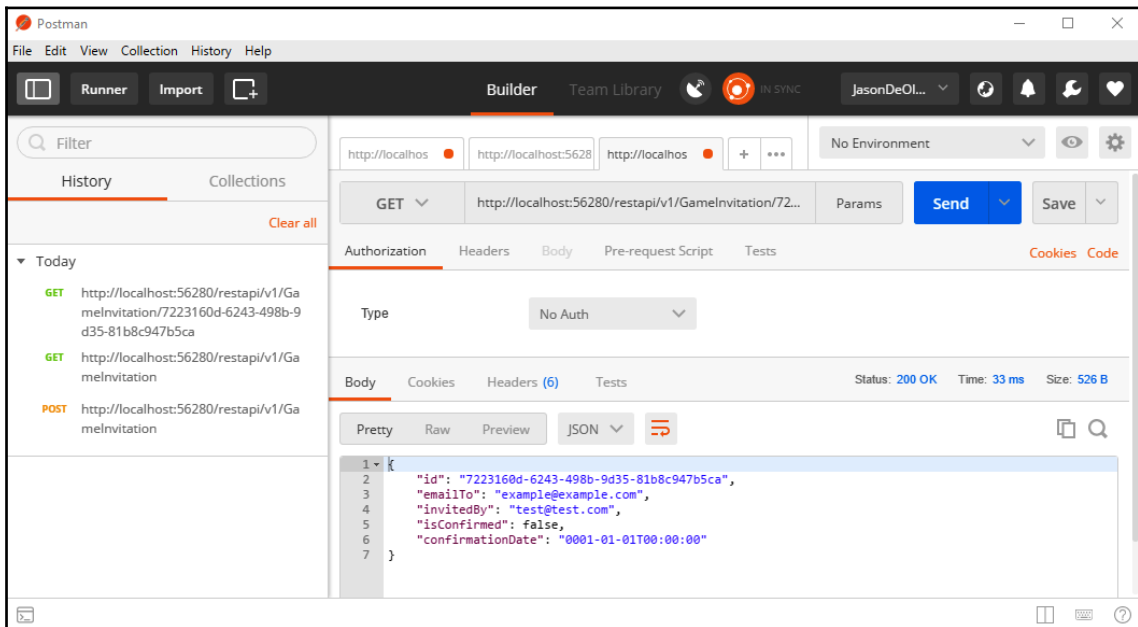 Postman
File Edit View Collection History Help
Runner Import Builder Team Library IN SYNC JasonDeOl...
Filter
History Collections
Clear all
Today
GET http://localhost:56280/restapi/v1/Ga
meInvitation/7223160d-6243-498b-9
d35-81b8c947b5ca
GET http://localhost:56280/restapi/v1/Ga
meInvitation
POST http://localhost:56280/restapi/v1/Ga
meInvitation
http://localhos http://localhost:5628 http://localhos + ••• No Environment
GET http://localhost:56280/restapi/v1/GameInvitation/72... Params Send Save
Authorization Headers Body Pre-request Script Tests Cookies Code
Type No Auth
Body Cookies Headers (6) Tests Status: 200 OK Time: 33 ms Size: 526 B
Pretty Raw Preview JSON
1 {
2 "id": "7223160d-6243-498b-9d35-81b8c947b5ca",
3 "emailTo": "example@example.com",
4 "invitedBy": "test@test.com",
5 "isConfirmed": false,
6 "confirmationDate": "0001-01-01T00:00:00"
7 }